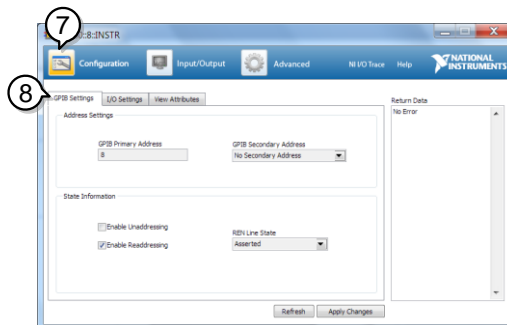 7
0::8::INSTR
Configuration
Input/Output
Advanced
NI I/O Trace
Help
NATIONAL
INSTRUMENTS
8
GPIB Settings
I/O Settings
View Attributes
Return Data
Address Settings
No Error
GPIB Primary Address
GPIB Secondary Address
8
No Secondary Address
State Information
Enable Unaddressing
REN Line State
Enable Readdressing
Asserted
Refresh
Apply Changes